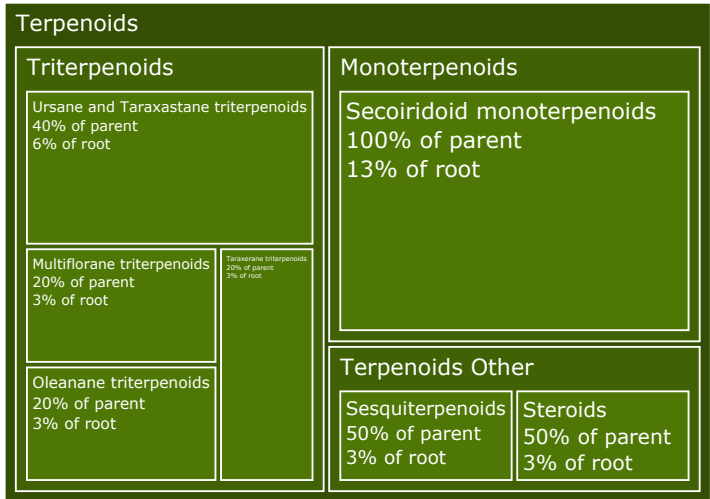 Terpenoids
Triterpenoids
Ursane and Taraxastane triterpenoids
40% of parent
6% of root
Multiflorane triterpenoids
20% of parent
3% of root
Taraxerane triterpenoids
20% of parent
3% of root
Oleanane triterpenoids
20% of parent
3% of root
Monoterpenoids
Secoiridoid monoterpenoids
100% of parent
13% of root
Terpenoids Other
Sesquiterpenoids
50% of parent
3% of root
Steroids
50% of parent
3% of root